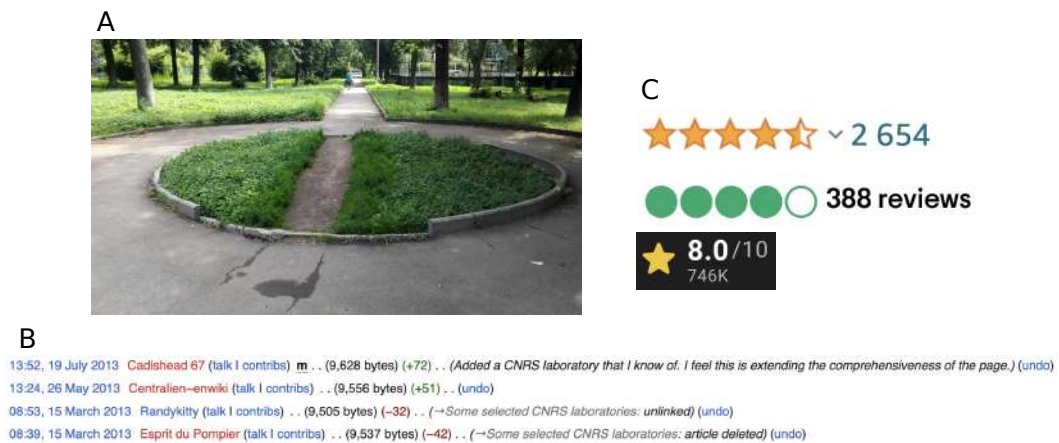 A
C
2 654
388 reviews
8.0/10
746K
B
13:52, 19 July 2013 Cadishead 67 (talk | contribs) m . . (9,628 bytes) (+72) . . (Added a CNRS laboratory that I know of. I feel this is extending the comprehensiveness of the page.) (undo)
13:24, 26 May 2013 Centralien~enwiki (talk | contribs) . . (9,556 bytes) (+51) . . (undo)
08:53, 15 March 2013 Randykitty (talk | contribs) . . (9,505 bytes) (-32) . . (→Some selected CNRS laboratories: unlinked) (undo)
08:39, 15 March 2013 Esprit du Pompier (talk | contribs) . . (9,537 bytes) (-42) . . (→Some selected CNRS laboratories: article deleted) (undo)